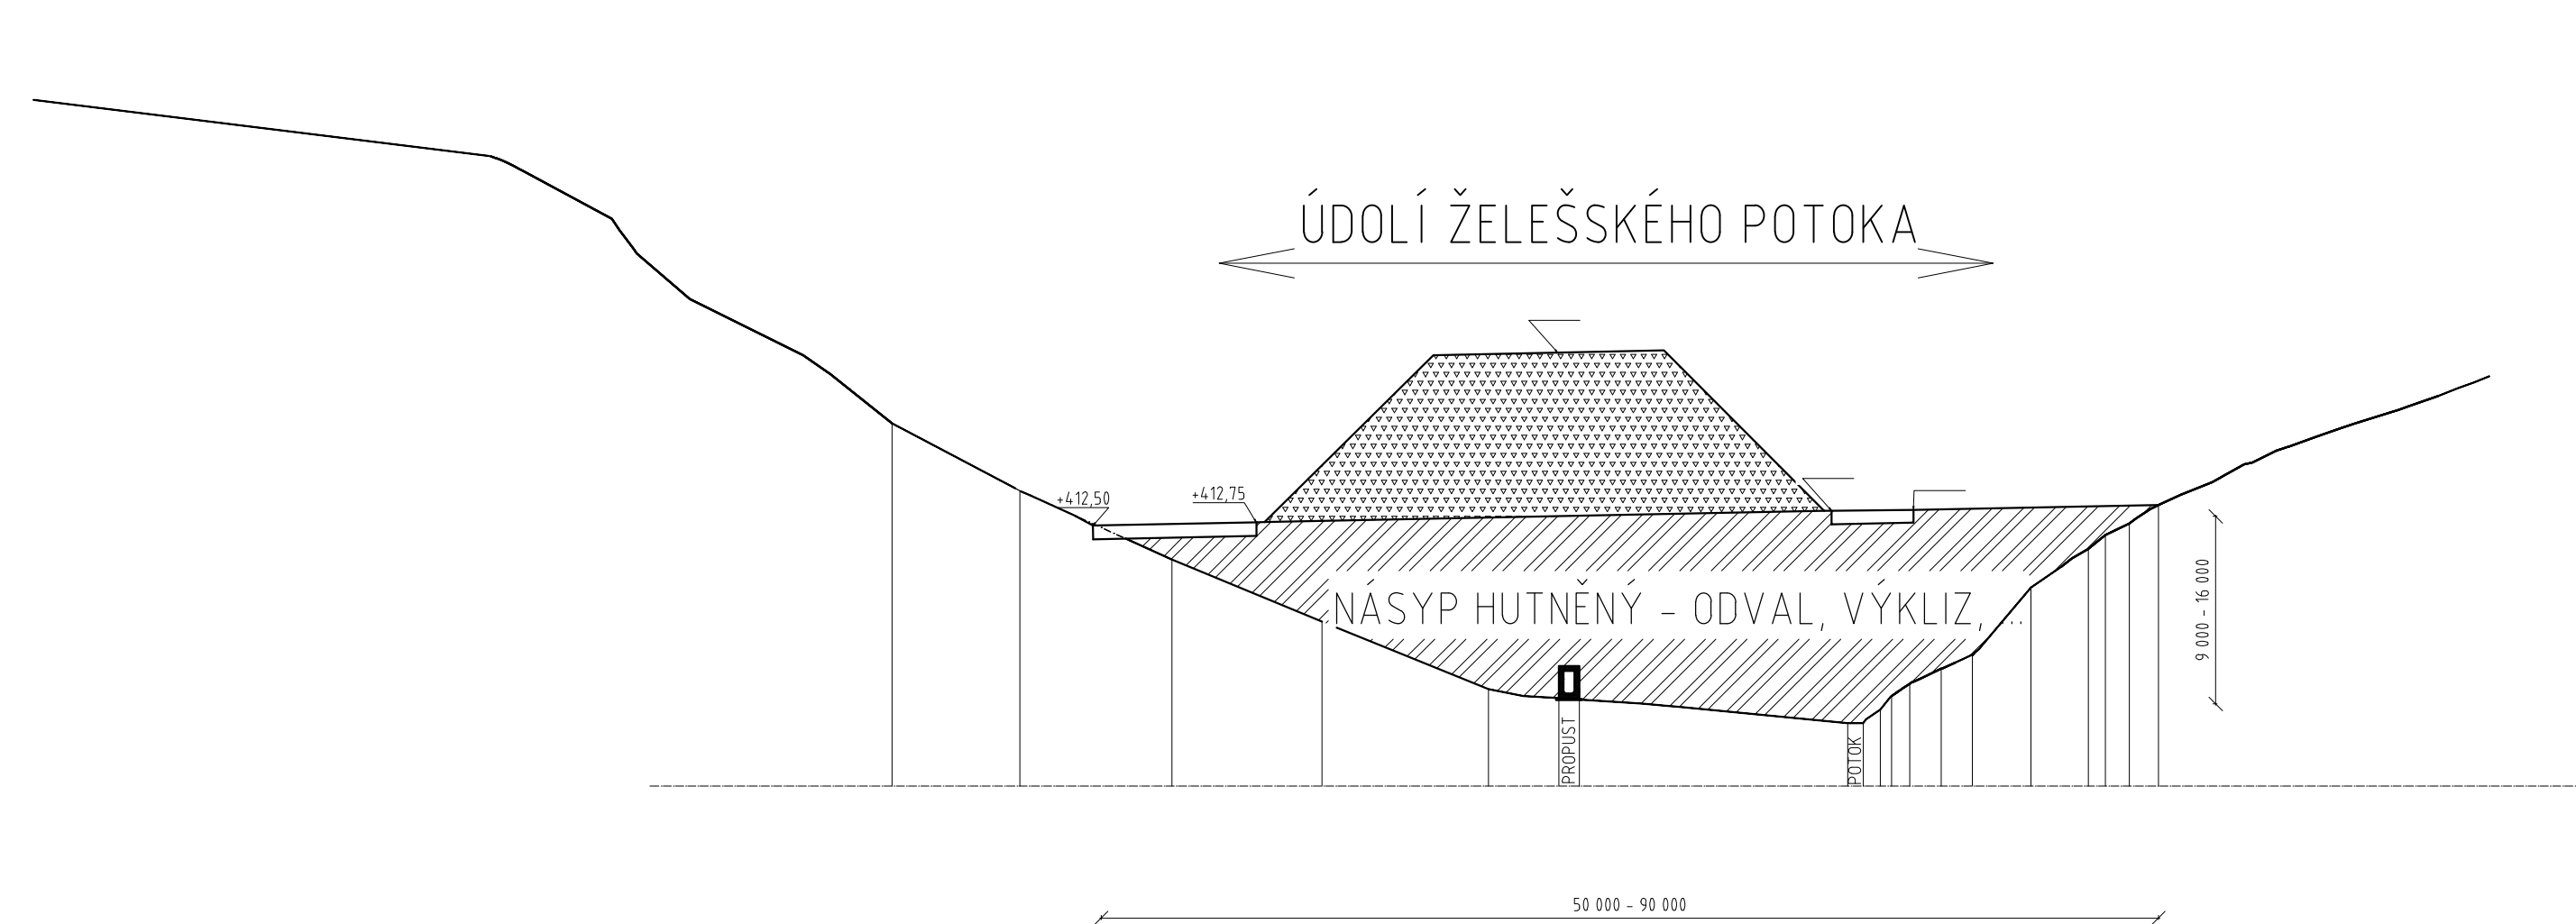 ÚDOLÍ ŽELEŠSKÉHO POTOKA
+412,50
+412,75
NÁSYP HUTNĚNÝ - ODVAL, VÝKLIZ, ...
9 000 - 16 000
PROPUST
POTOK
50 000 - 90 000